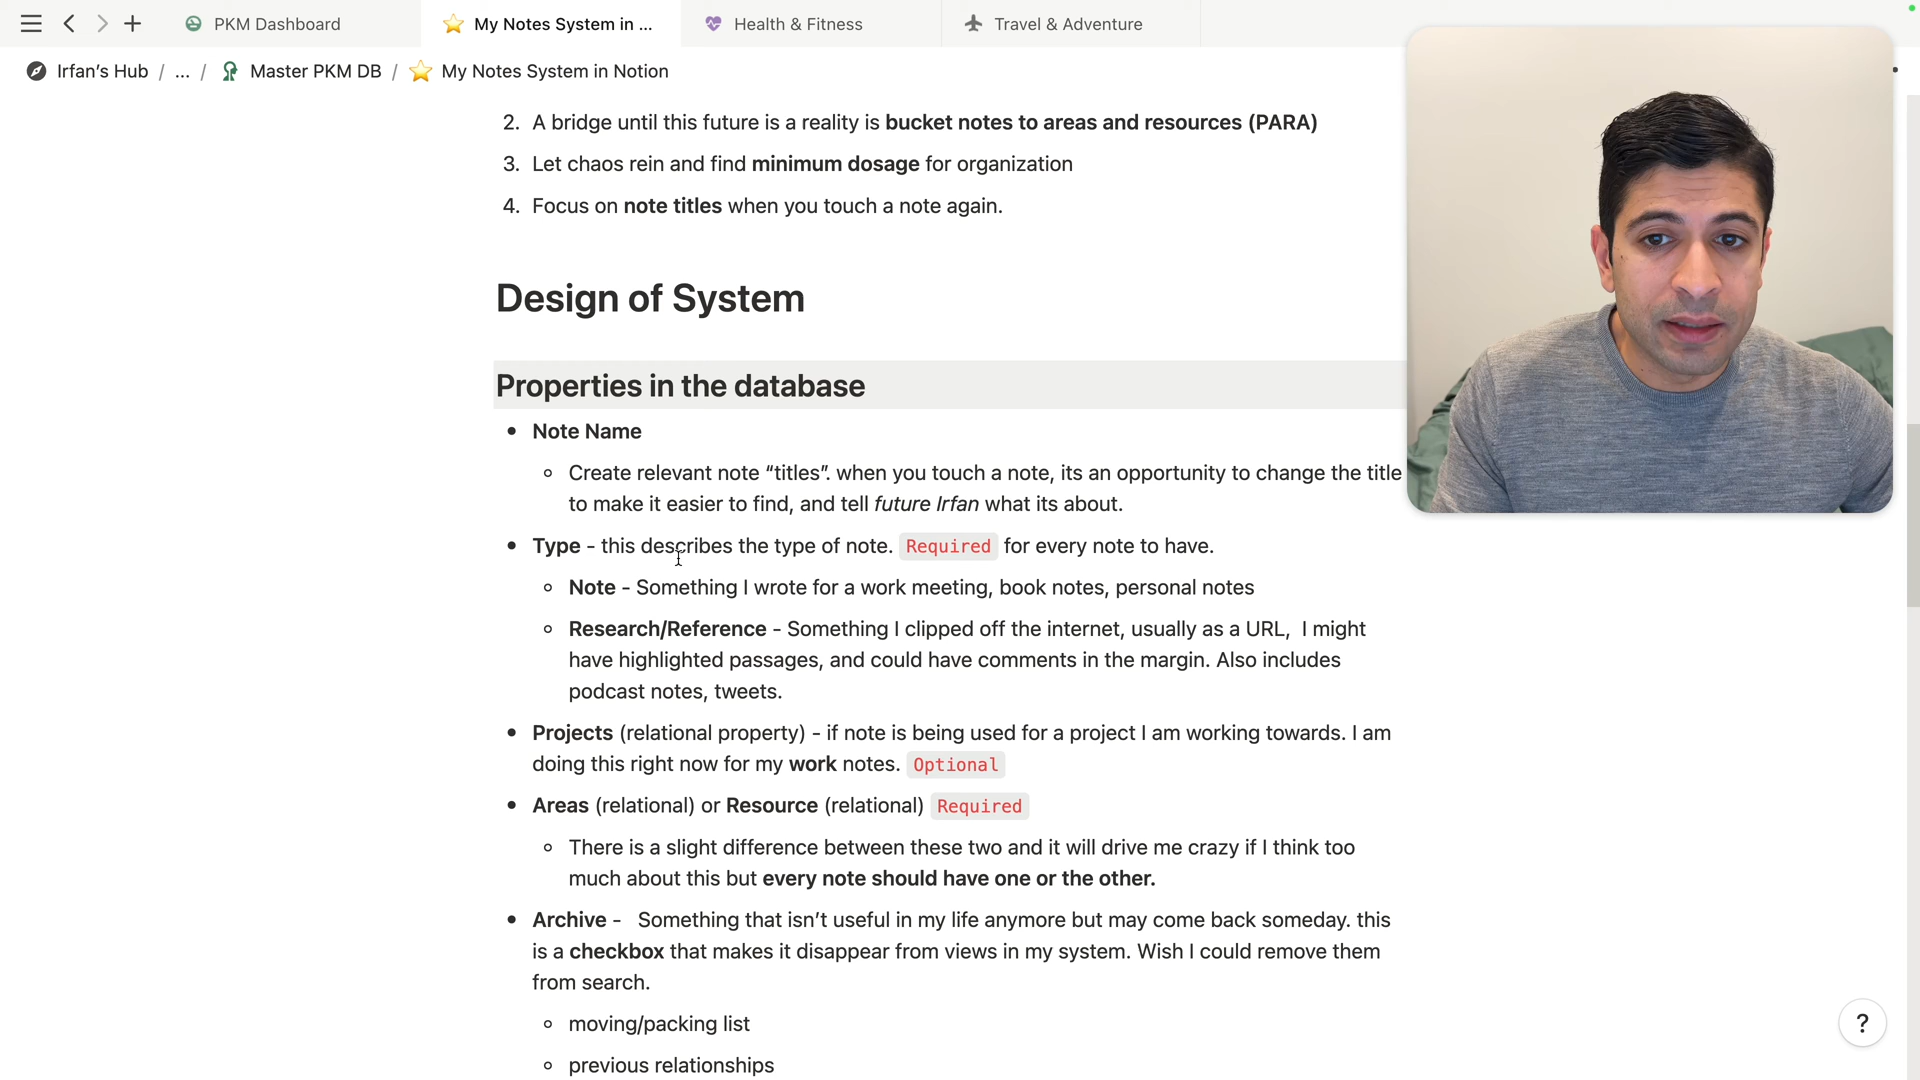 PKM Dashboard
My Notes System in ...
Health & Fitness
Travel & Adventure
Irfan’s Hub / ... / Master PKM DB / My Notes System in Notion
2. A bridge until this future is a reality is bucket notes to areas and resources (PARA)
3. Let chaos rein and find minimum dosage for organization
4. Focus on note titles when you touch a note again.
Design of System
Properties in the database
• Note Name
◦ Create relevant note “titles”. when you touch a note, its an opportunity to change the title
to make it easier to find, and tell future Irfan what its about.
• Type - this describes the type of note. Required for every note to have.
◦ Note - Something I wrote for a work meeting, book notes, personal notes
◦ Research/Reference - Something I clipped off the internet, usually as a URL,  I might
have highlighted passages, and could have comments in the margin. Also includes
podcast notes, tweets.
• Projects (relational property) - if note is being used for a project I am working towards. I am
doing this right now for my work notes. Optional
• Areas (relational) or Resource (relational) Required
◦ There is a slight difference between these two and it will drive me crazy if I think too
much about this but every note should have one or the other.
• Archive -   Something that isn’t useful in my life anymore but may come back someday. this
is a checkbox that makes it disappear from views in my system. Wish I could remove them
from search.
◦ moving/packing list
◦ previous relationships
?